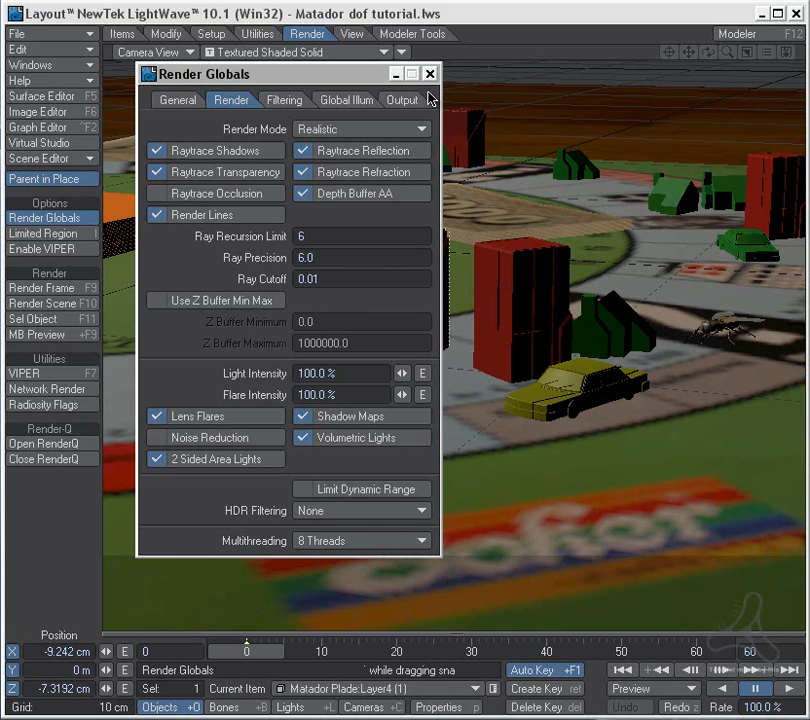 Layout™ NewTek LightWave™ 10.1 (Win32) - Matador dof tutorial.lws
File
Items
Modify
Setup
Utilities
Render
View
Modeler Tools
Modeler
F12
Edit
Camera View
Textured Shaded Solid
Windows
Help
Surface Editor F5
Image Editor F6
Graph Editor ^F2
Virtual Studio
Scene Editor
Parent in Place
Options
Render Globals
Limited Region l
Enable VIPER
Render
Render Frame F9
Render Scene F10
Sel Object F11
MB Preview +F9
Utilities
VIPER F7
Network Render
Radiosity Flags
Render-Q
Open RenderQ
Close RenderQ
Render Globals
General
Render
Filtering
Global Illum
Output
Render Mode Realistic
Raytrace Shadows
Raytrace Reflection
Raytrace Transparency
Raytrace Refraction
Raytrace Occlusion
Depth Buffer AA
Render Lines
Ray Recursion Limit 6
Ray Precision 6.0
Ray Cutoff 0.01
Use Z Buffer Min Max
Z Buffer Minimum 0.0
Z Buffer Maximum 1000000.0
Light Intensity 100.0 % E
Flare Intensity 100.0 % E
Lens Flares
Shadow Maps
Noise Reduction
Volumetric Lights
2 Sided Area Lights
Limit Dynamic Range
HDR Filtering None
Multithreading 8 Threads
Position
X -9.242 cm E 0
0 10 20 30 40 50 60 60
Y 0 m E Render Globals ' while dragging sna Auto Key +F1
Z -7.3192 cm E Sel: 1 Current Item Matador Plade:Layer4 (1) Create Key ret Preview
Grid: 10 cm Objects +O Bones +B Lights +L Cameras +C Properties p Delete Key del Undo Redo z 100.0 %